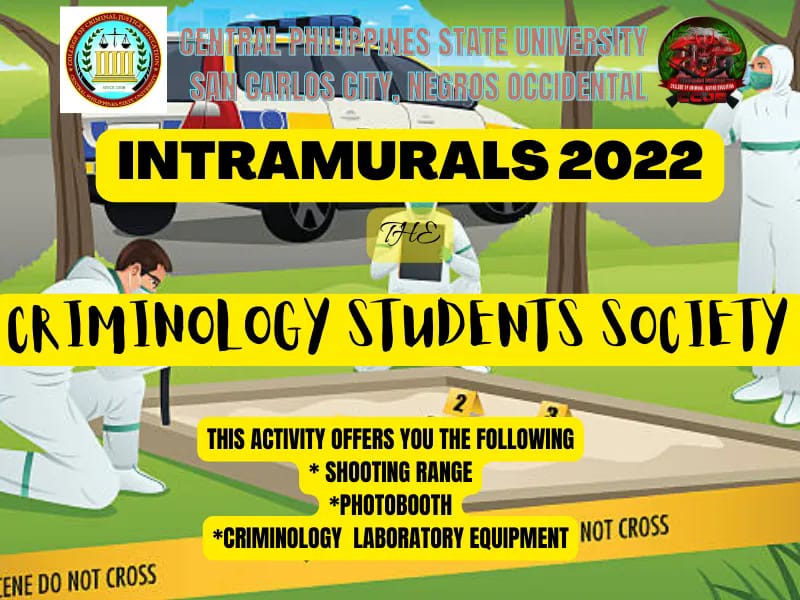 CENTRAL PHILIPPINES STATE UNIVERSITY
SAN CARLOS CITY, NEGROS OCCIDENTAL
INTRAMURALS 2022
THE
CRIMINOLOGY STUDENTS SOCIETY
2
3
THIS ACTIVITY OFFERS YOU THE FOLLOWING
* SHOOTING RANGE
*PHOTOBOOTH
*CRIMINOLOGY LABORATORY EQUIPMENT
NOT CROSS
CENE DO NOT CROSS